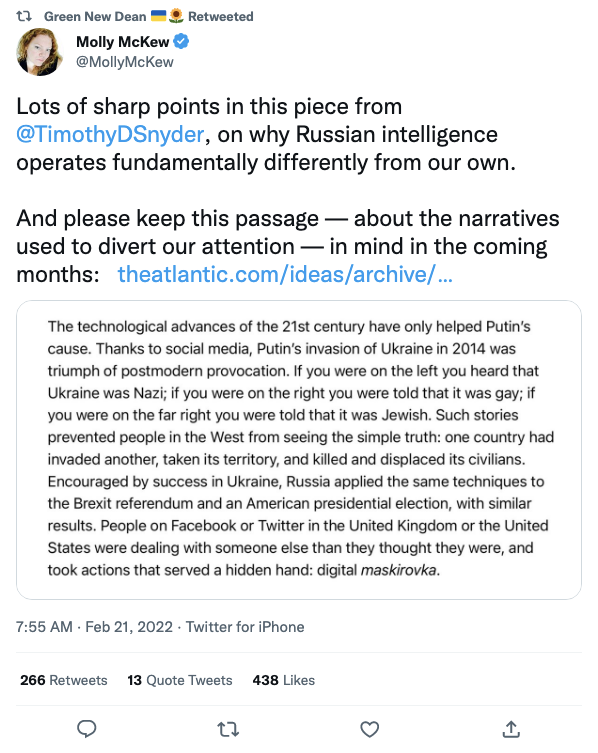 Green New Dean 🇺🇦🌻 Retweeted
Molly McKew
@MollyMcKew
Lots of sharp points in this piece from
@TimothyDSnyder, on why Russian intelligence
operates fundamentally differently from our own.
And please keep this passage — about the narratives
used to divert our attention — in mind in the coming
months: theatlantic.com/ideas/archive/...
The technological advances of the 21st century have only helped Putin's
cause. Thanks to social media, Putin's invasion of Ukraine in 2014 was
triumph of postmodern provocation. If you were on the left you heard that
Ukraine was Nazi; if you were on the right you were told that it was gay; if
you were on the far right you were told that it was Jewish. Such stories
prevented people in the West from seeing the simple truth: one country had
invaded another, taken its territory, and killed and displaced its civilians.
Encouraged by success in Ukraine, Russia applied the same techniques to
the Brexit referendum and an American presidential election, with similar
results. People on Facebook or Twitter in the United Kingdom or the United
States were dealing with someone else than they thought they were, and
took actions that served a hidden hand: digital maskirovka.
7:55 AM · Feb 21, 2022 · Twitter for iPhone
266 Retweets 13 Quote Tweets 438 Likes